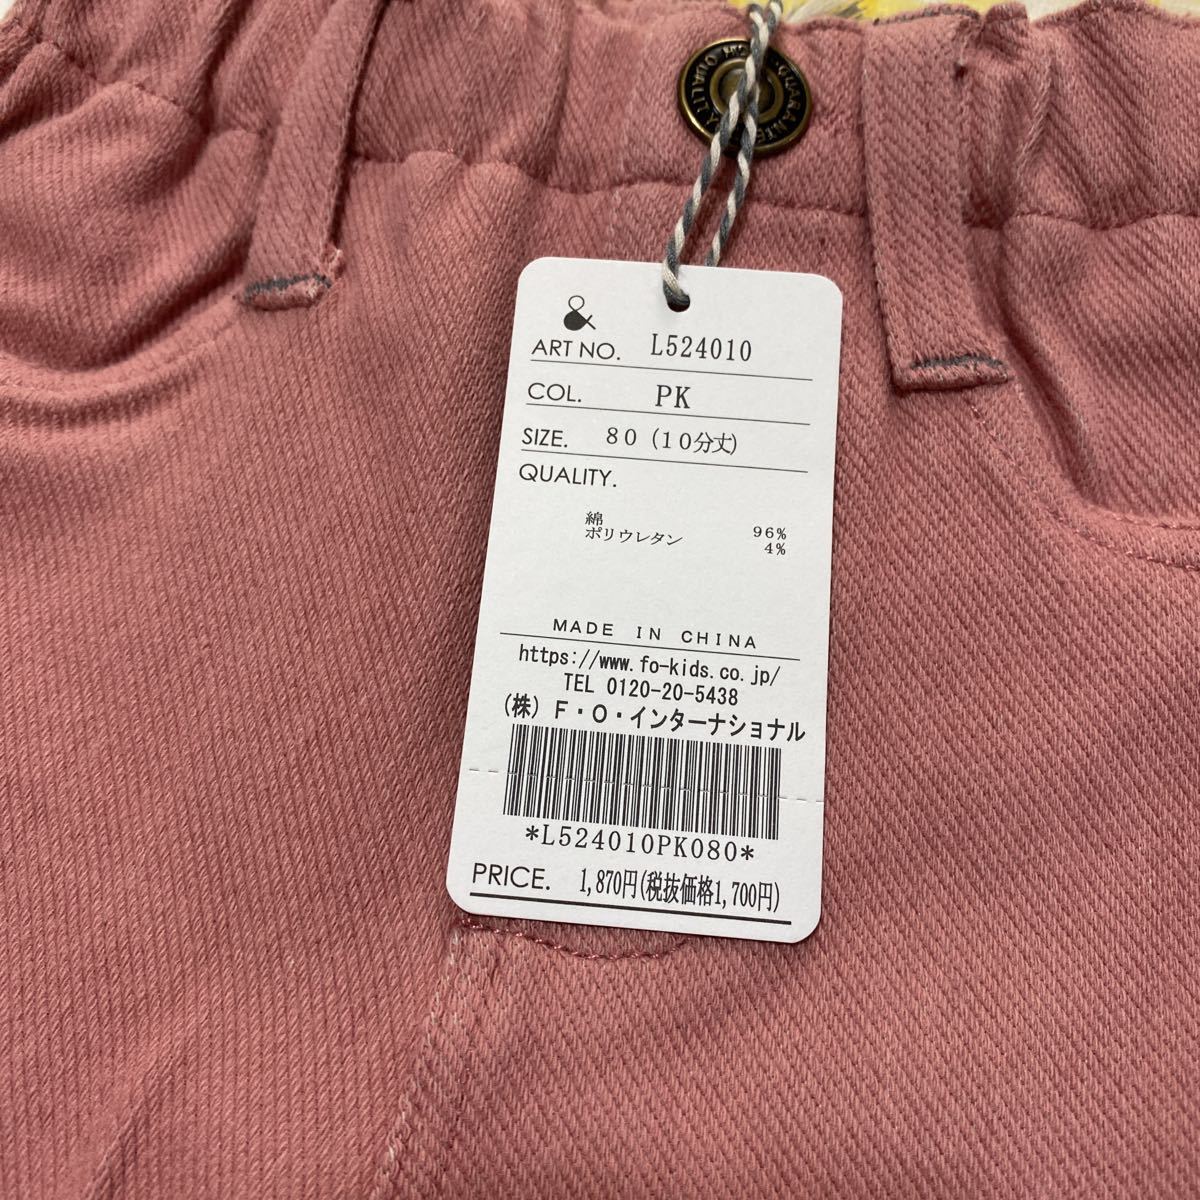 HIGH QUARANTEE QUALITY
&
ART NO. L524010
COL. PK
SIZE. 80 (10分丈)
QUALITY.
綿 96%
ポリウレタン 4%
MADE IN CHINA
https://www.fo-kids.co.jp/
TEL 0120-20-5438
(株) F・O・インターナショナル
*L524010PK080*
PRICE. 1,870円(税抜価格1,700円)